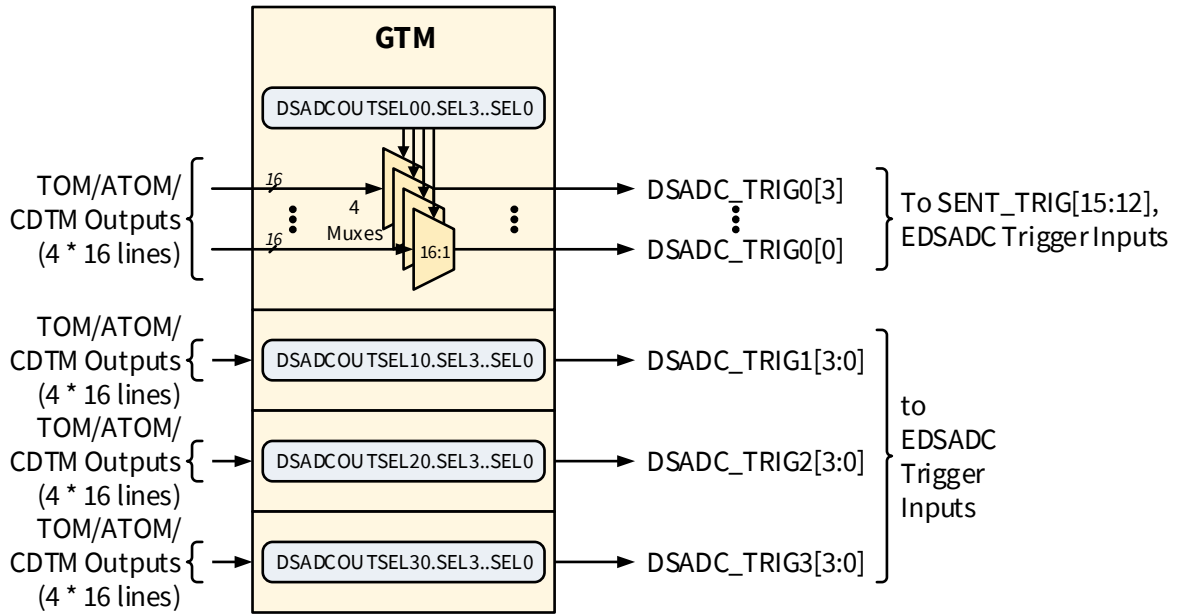 GTM
DSADCOUTSEL00.SEL3..SEL0
TOM/ATOM/
CDTM Outputs
(4 * 16 lines)
16
16
4
Muxes
16:1
DSADC_TRIG0[3]
DSADC_TRIG0[0]
To SENT_TRIG[15:12],
EDSADC Trigger Inputs
TOM/ATOM/
CDTM Outputs
(4 * 16 lines)
DSADCOUTSEL10.SEL3..SEL0
DSADC_TRIG1[3:0]
TOM/ATOM/
CDTM Outputs
(4 * 16 lines)
DSADCOUTSEL20.SEL3..SEL0
DSADC_TRIG2[3:0]
TOM/ATOM/
CDTM Outputs
(4 * 16 lines)
DSADCOUTSEL30.SEL3..SEL0
DSADC_TRIG3[3:0]
to
EDSADC
Trigger
Inputs